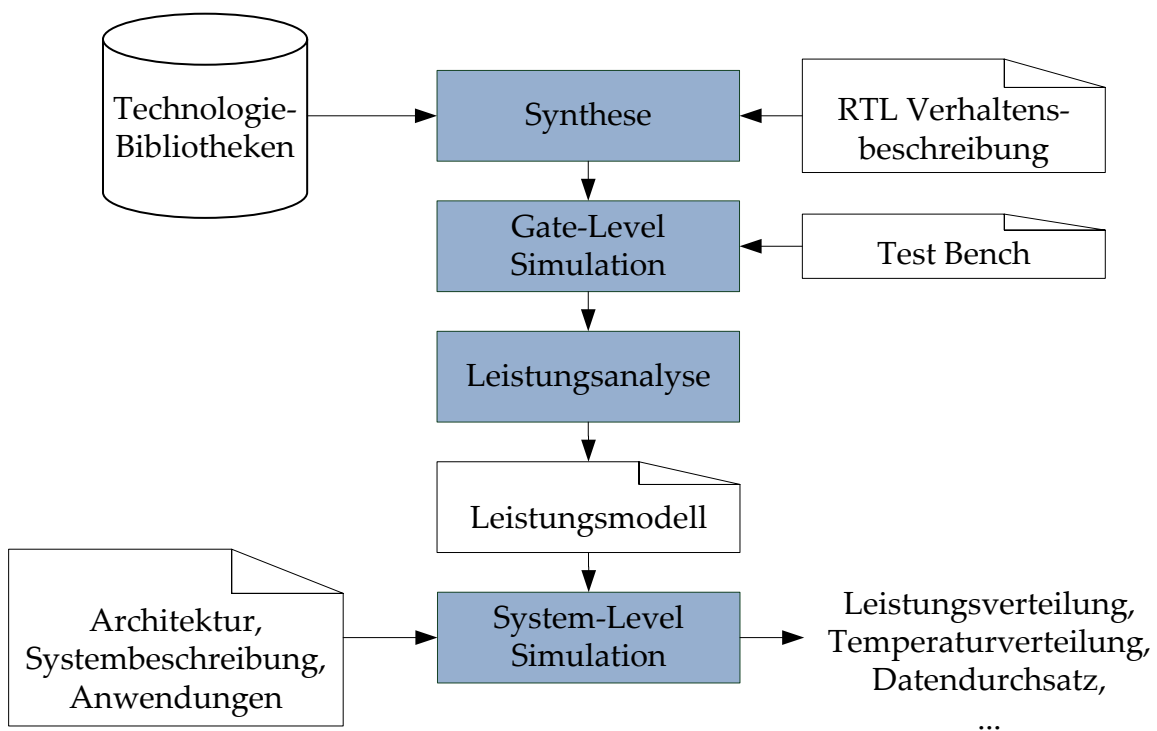 Technologie-
Bibliotheken
Synthese
RTL Verhaltens-
beschreibung
Gate-Level
Simulation
Test Bench
Leistungsanalyse
Leistungsmodell
Architektur,
Systembeschreibung,
Anwendungen
System-Level
Simulation
Leistungsverteilung,
Temperaturverteilung,
Datendurchsatz,
...